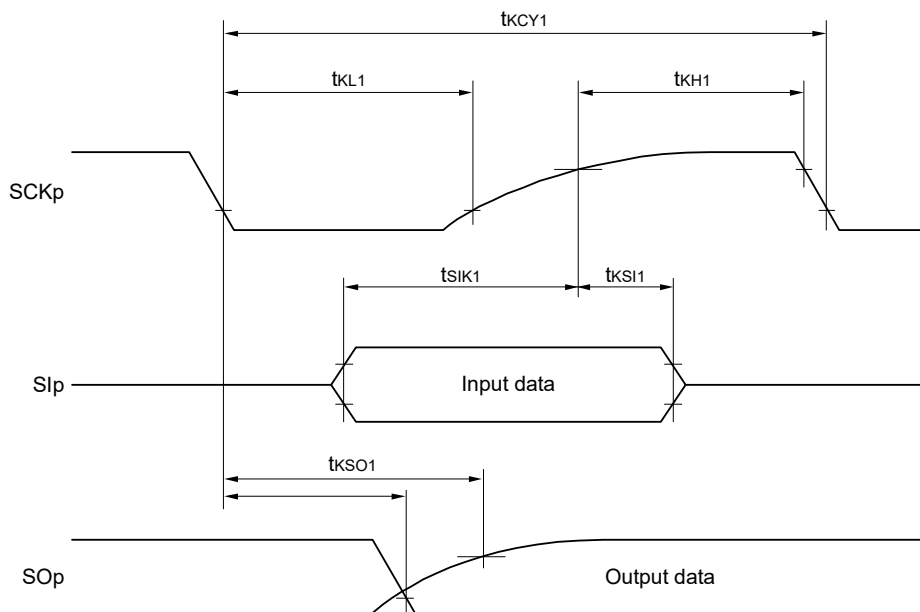 tKCY1
tKL1
tKH1
SCKp
tSIK1
tKSI1
SIp
Input data
tKSO1
SOp
Output data